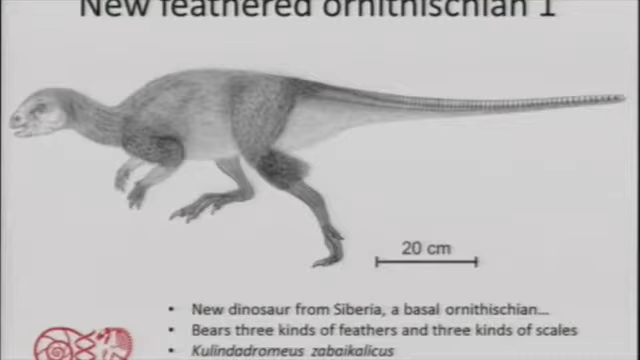 New feathered ornithischian 1
20 cm
• New dinosaur from Siberia, a basal ornithischian…
• Bears three kinds of feathers and three kinds of scales
• Kulindadromeus zabaikalicus